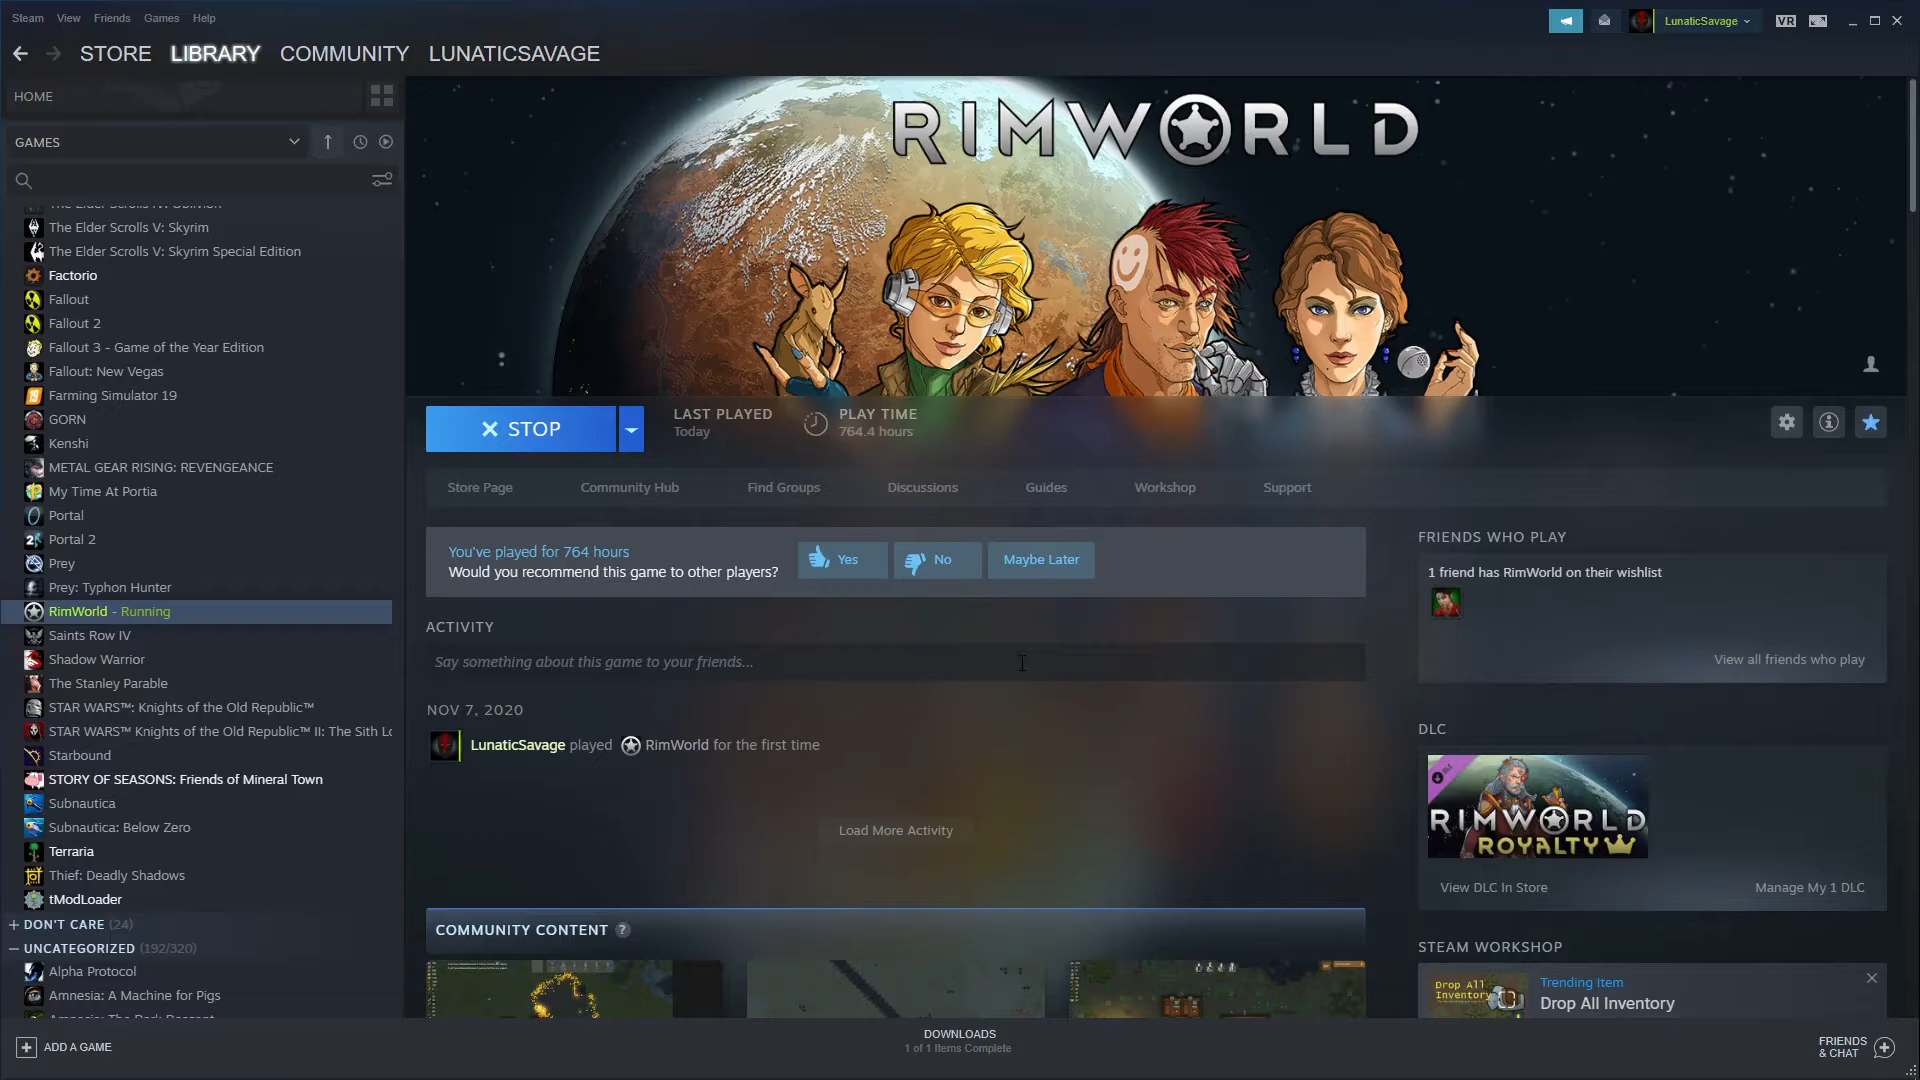 Steam View Friends Games Help
LunaticSavage
VR
STORE LIBRARY COMMUNITY LUNATICSAVAGE
HOME
GAMES
The Elder Scrolls IV: Oblivion
The Elder Scrolls V: Skyrim
The Elder Scrolls V: Skyrim Special Edition
Factorio
Fallout
Fallout 2
Fallout 3 - Game of the Year Edition
Fallout: New Vegas
Farming Simulator 19
GORN
Kenshi
METAL GEAR RISING: REVENGEANCE
My Time At Portia
Portal
Portal 2
Prey
Prey: Typhon Hunter
RimWorld - Running
Saints Row IV
Shadow Warrior
The Stanley Parable
STAR WARS™: Knights of the Old Republic™
STAR WARS™ Knights of the Old Republic™ II: The Sith Lo
Starbound
STORY OF SEASONS: Friends of Mineral Town
Subnautica
Subnautica: Below Zero
Terraria
Thief: Deadly Shadows
tModLoader
DON'T CARE (24)
UNCATEGORIZED (192/320)
Alpha Protocol
Amnesia: A Machine for Pigs
Amnesia: The Dark Descent
ADD A GAME
RIMWORLD
STOP
LAST PLAYED
Today
PLAY TIME
764.4 hours
Store Page Community Hub Find Groups Discussions Guides Workshop Support
You've played for 764 hours
Would you recommend this game to other players?
Yes No Maybe Later
ACTIVITY
Say something about this game to your friends...
NOV 7, 2020
LunaticSavage played RimWorld for the first time
Load More Activity
COMMUNITY CONTENT ?
FRIENDS WHO PLAY
1 friend has RimWorld on their wishlist
View all friends who play
DLC
DLC
RIMWORLD
ROYALTY
View DLC In Store Manage My 1 DLC
STEAM WORKSHOP
Drop All
Inventory
Trending Item
Drop All Inventory
DOWNLOADS
1 of 1 Items Complete
FRIENDS
& CHAT